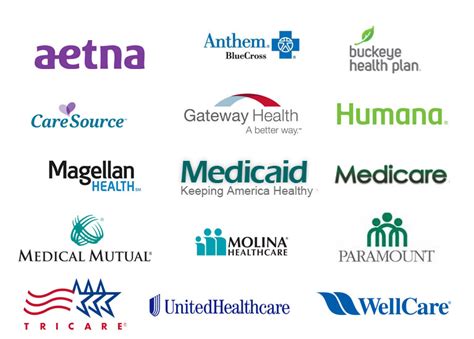 aetna
Anthem.
BlueCross
buckeye
health plan.
CareSource
Gateway Health
A better way.™
Humana
Magellan
HEALTH
Medicaid
Keeping America Healthy
Medicare
MEDICAL MUTUAL
MOLINA
HEALTHCARE
PARAMOUNT
TRICARE
UnitedHealthcare
WellCare